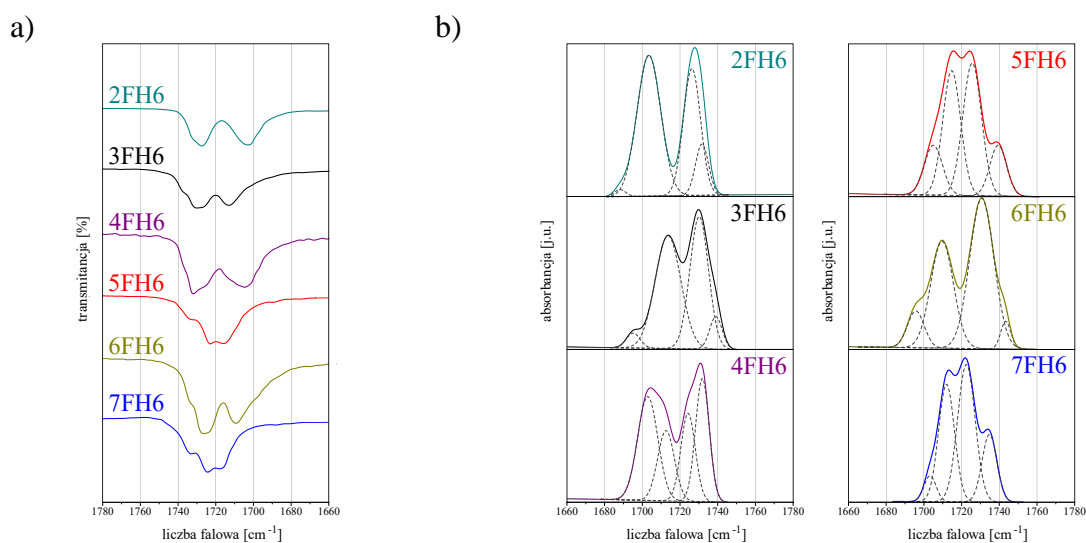 a)
2FH6
3FH6
4FH6
5FH6
6FH6
7FH6
transmitancja [%]
1780 1760 1740 1720 1700 1680 1660
liczba falowa [cm-1]
b)
2FH6
3FH6
4FH6
absorbancja [j.u.]
1660 1680 1700 1720 1740 1760 1780
liczba falowa [cm-1]
5FH6
6FH6
7FH6
absorbancja [j.u.]
1660 1680 1700 1720 1740 1760 1780
liczba falowa [cm-1]